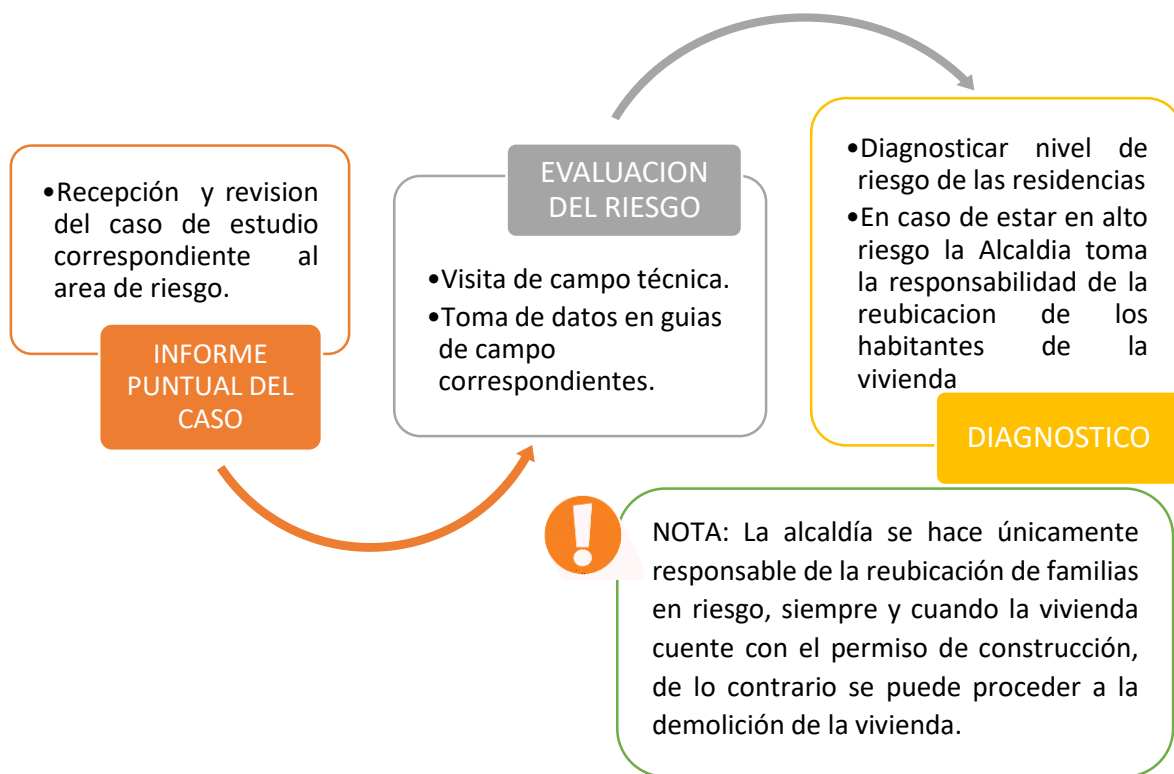 •Recepción y revision
del caso de estudio
correspondiente al
area de riesgo.
INFORME
PUNTUAL DEL
CASO
EVALUACION
DEL RIESGO
•Visita de campo técnica.
•Toma de datos en guias
de campo
correspondientes.
•Diagnosticar nivel de
riesgo de las residencias
•En caso de estar en alto
riesgo la Alcaldia toma
la responsabilidad de la
reubicacion de los
habitantes de la
vivienda
DIAGNOSTICO
NOTA: La alcaldía se hace únicamente
responsable de la reubicación de familias
en riesgo, siempre y cuando la vivienda
cuente con el permiso de construcción,
de lo contrario se puede proceder a la
demolición de la vivienda.